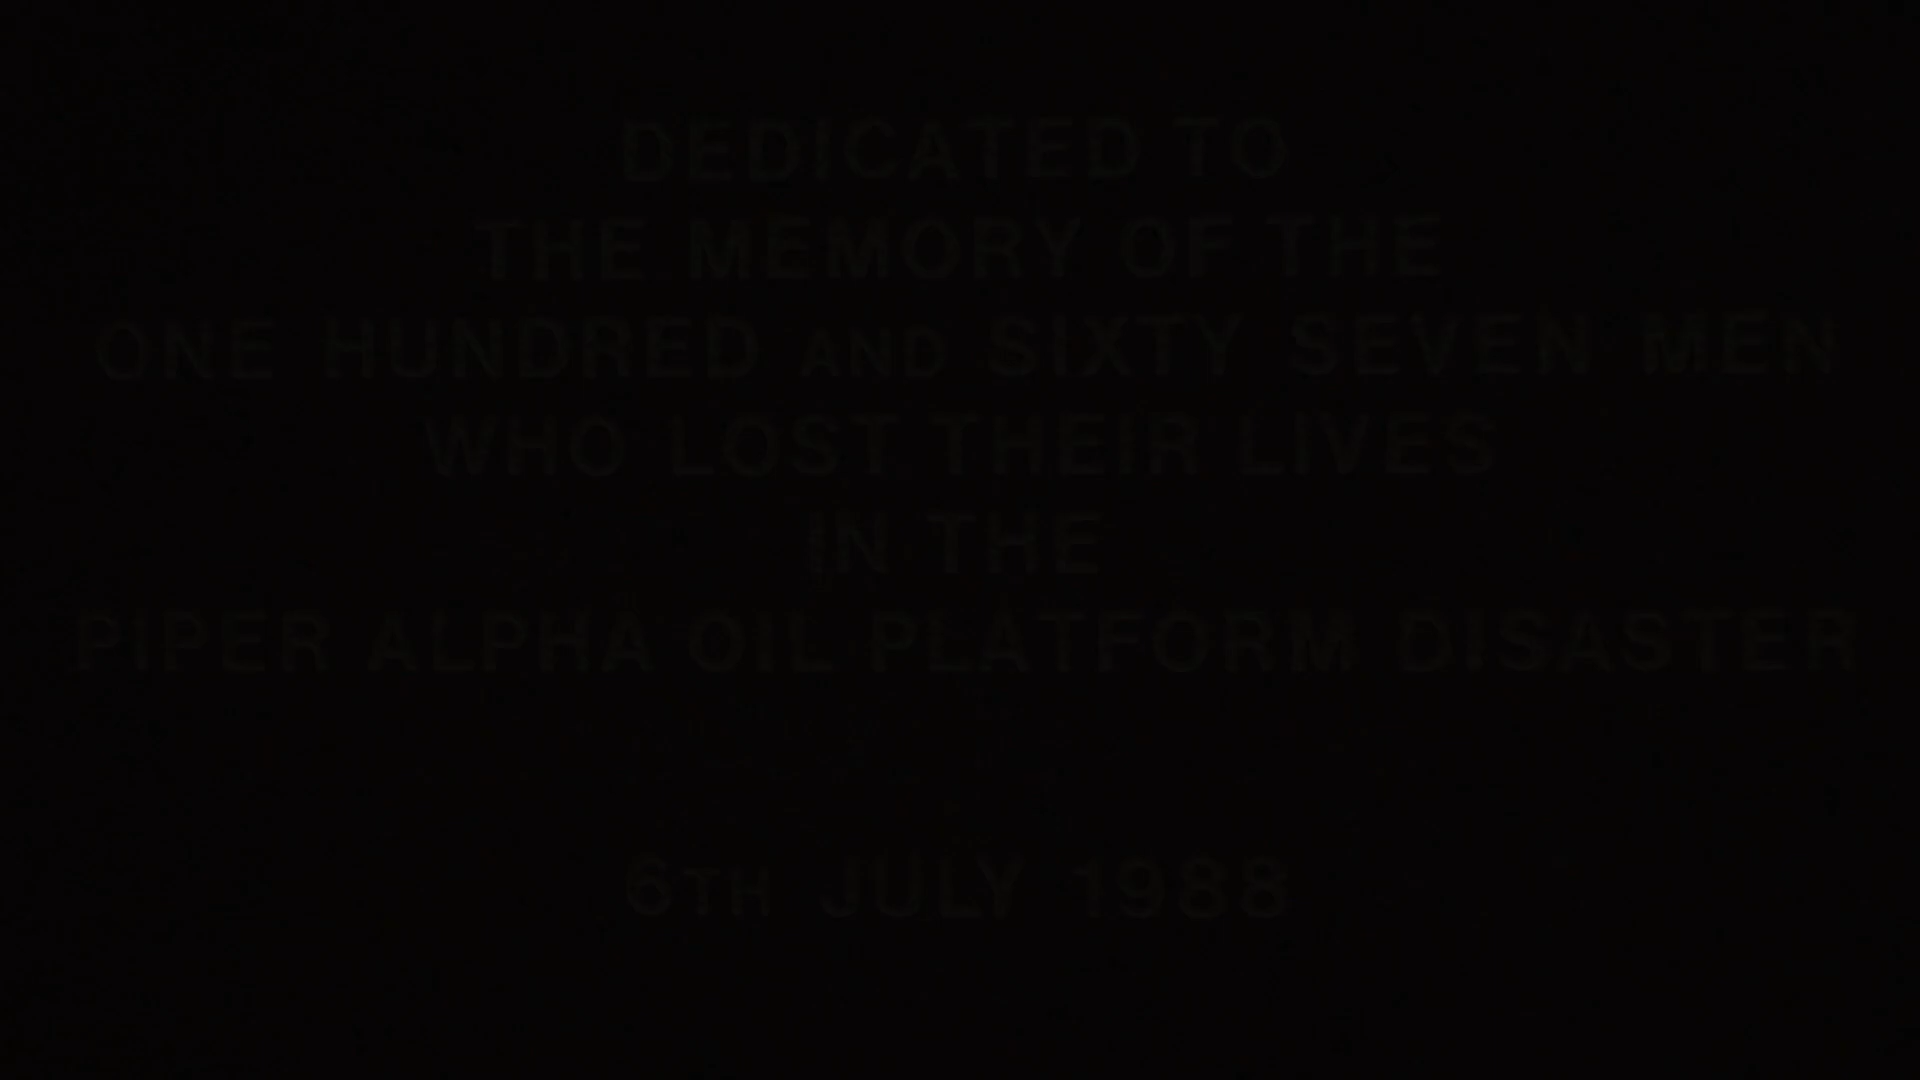 DEDICATED TO
THE MEMORY OF THE
ONE HUNDRED AND SIXTY SEVEN MEN
WHO LOST THEIR LIVES
IN THE
PIPER ALPHA OIL PLATFORM DISASTER
6TH JULY 1988